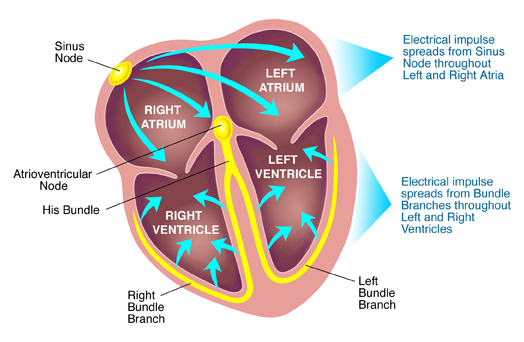 Sinus
Node
Electrical impulse
spreads from Sinus
Node throughout
Left and Right Atria
LEFT
ATRIUM
RIGHT
ATRIUM
Atrioventricular
Node
LEFT
VENTRICLE
His Bundle
Electrical impulse
spreads from Bundle
Branches throughout
Left and Right
Ventricles
RIGHT
VENTRICLE
Right
Bundle
Branch
Left
Bundle
Branch